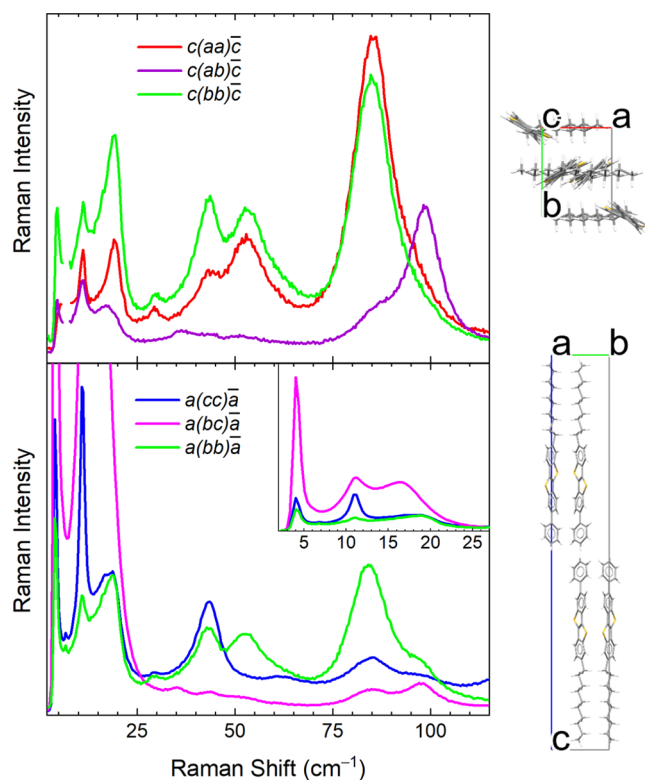 Raman Intensity
c(aa)c̄
c(ab)c̄
c(bb)c̄
c a
b
Raman Intensity
a(cc)ā
a(bc)ā
a(bb)ā
5 10 15 20 25
a b
c
25 50 75 100
Raman Shift (cm⁻¹)